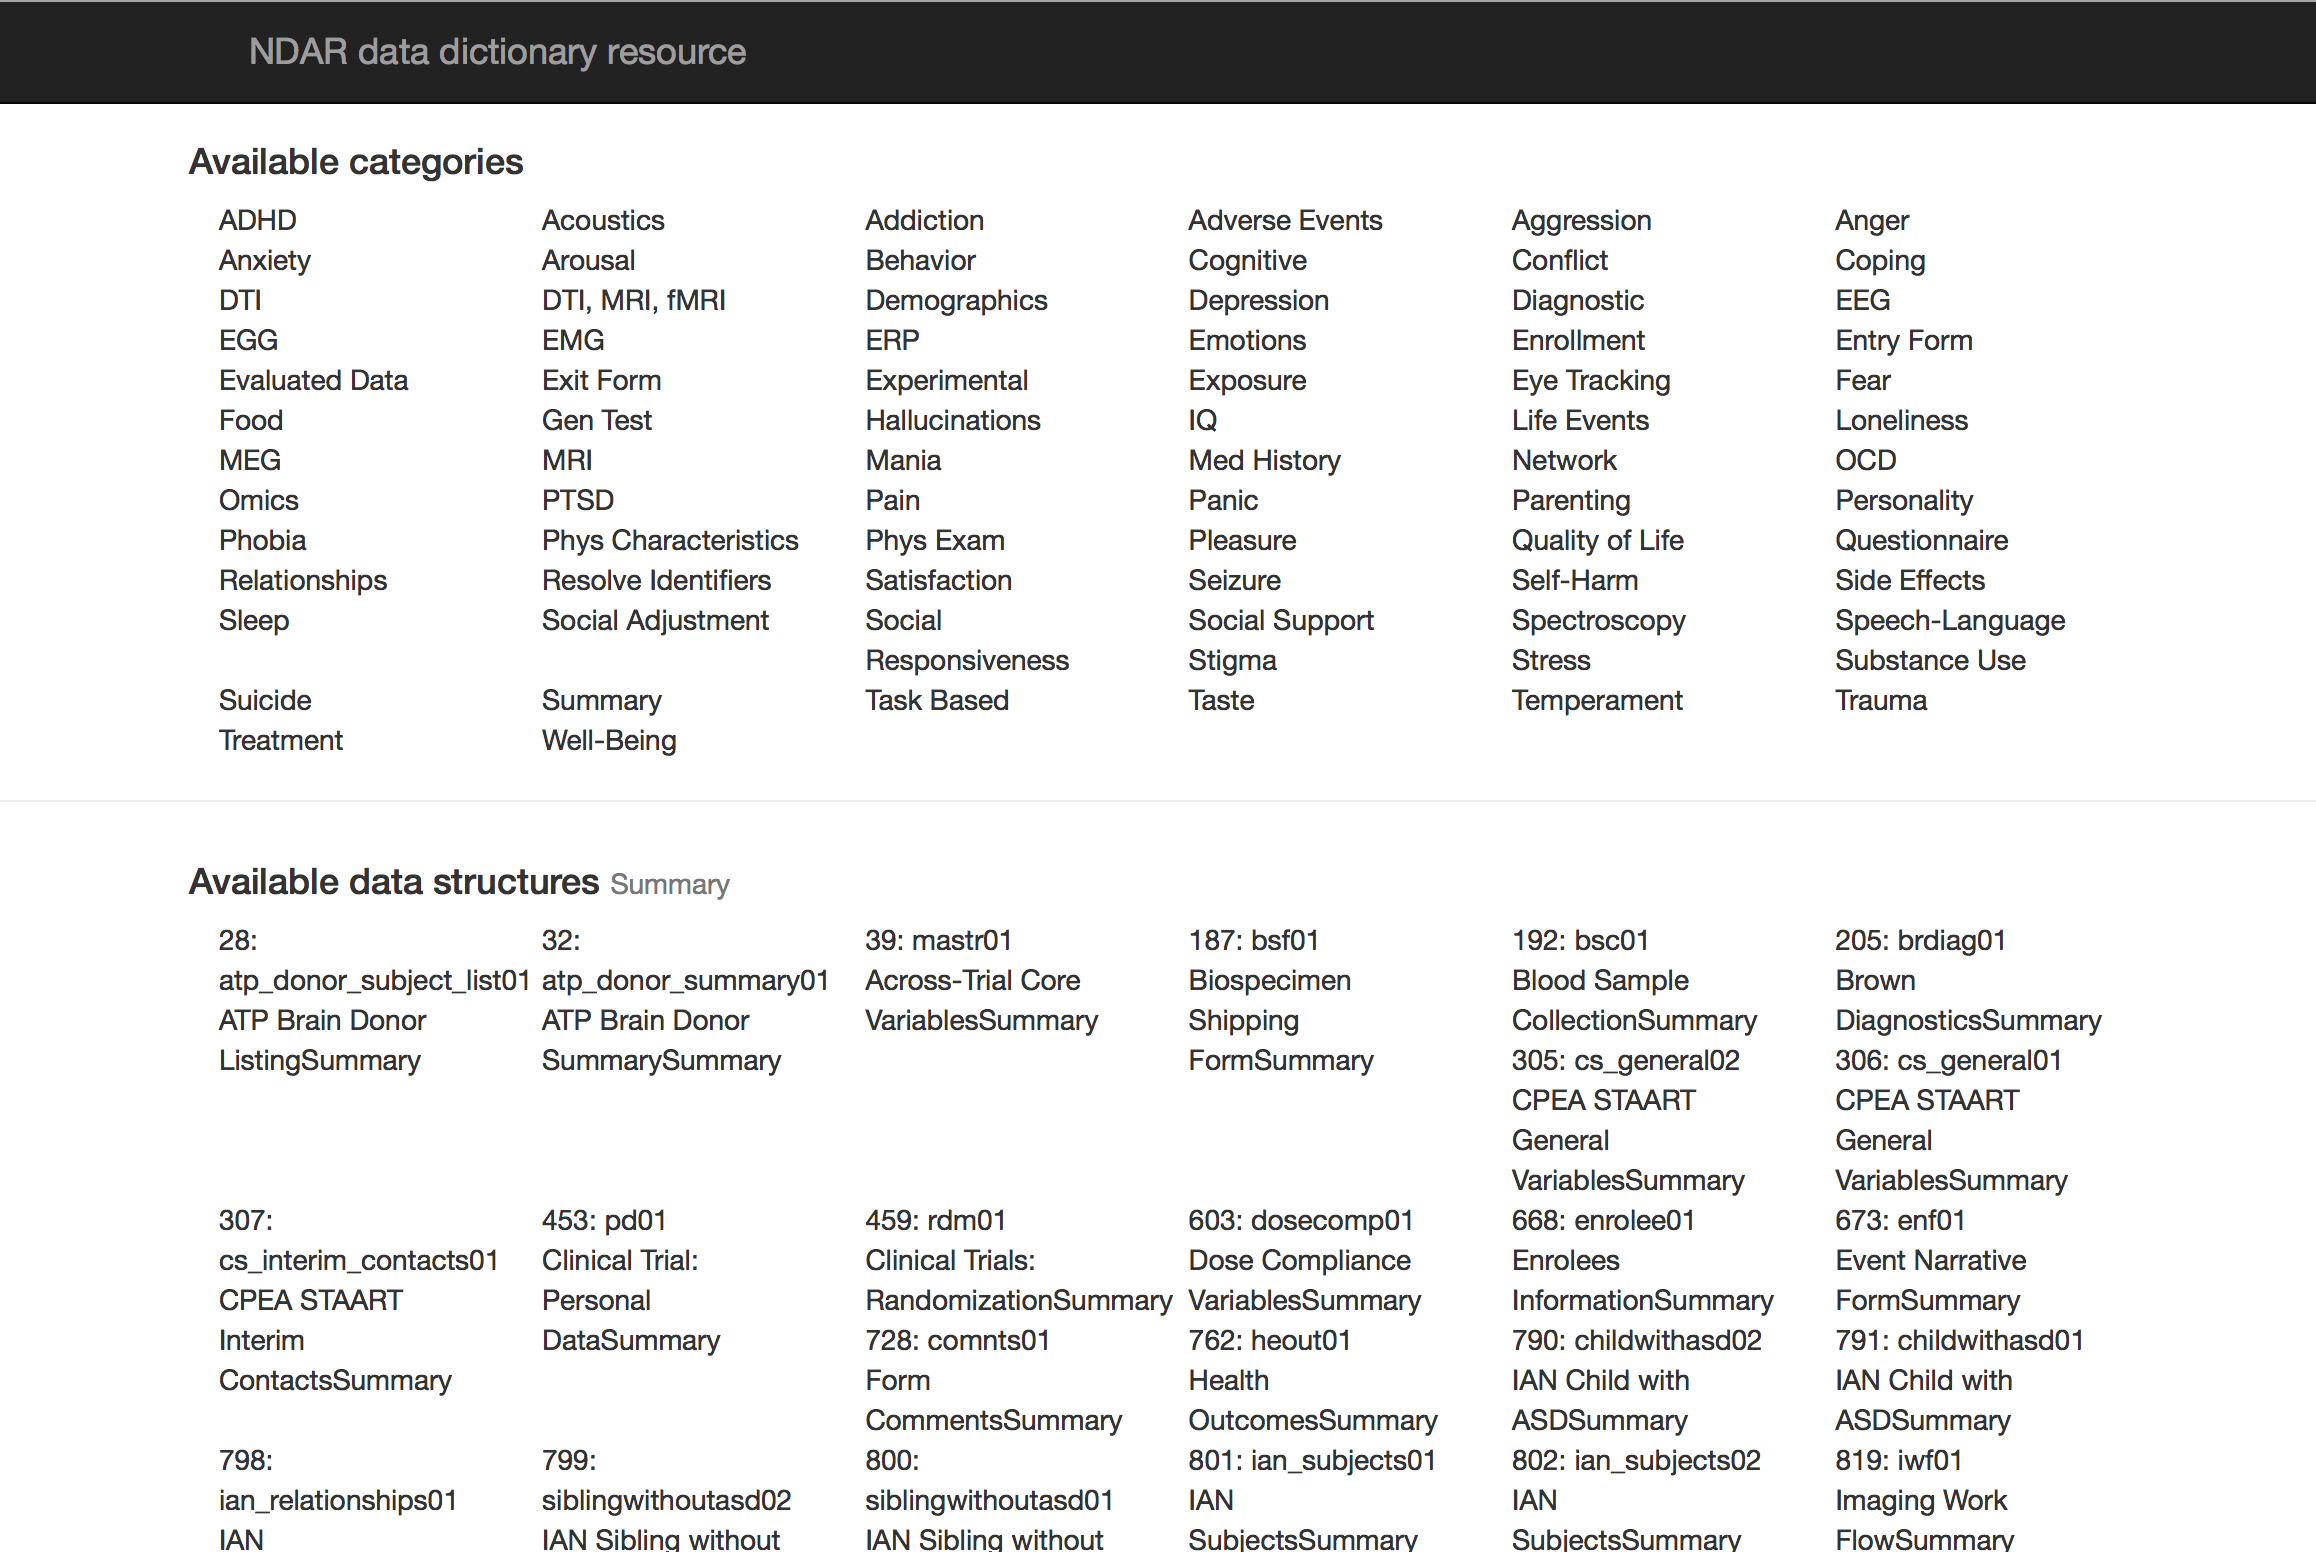 NDAR data dictionary resource
Available categories
ADHD Acoustics Addiction Adverse Events Aggression Anger
Anxiety Arousal Behavior Cognitive Conflict Coping
DTI DTI, MRI, fMRI Demographics Depression Diagnostic EEG
EGG EMG ERP Emotions Enrollment Entry Form
Evaluated Data Exit Form Experimental Exposure Eye Tracking Fear
Food Gen Test Hallucinations IQ Life Events Loneliness
MEG MRI Mania Med History Network OCD
Omics PTSD Pain Panic Parenting Personality
Phobia Phys Characteristics Phys Exam Pleasure Quality of Life Questionnaire
Relationships Resolve Identifiers Satisfaction Seizure Self-Harm Side Effects
Sleep Social Adjustment Social Social Support Spectroscopy Speech-Language
Responsiveness Stigma Stress Substance Use
Suicide Summary Task Based Taste Temperament Trauma
Treatment Well-Being
Available data structures Summary
28: 32: 39: mastr01 187: bsf01 192: bsc01 205: brdiag01
atp_donor_subject_list01 atp_donor_summary01 Across-Trial Core Biospecimen Blood Sample Brown
ATP Brain Donor ATP Brain Donor VariablesSummary Shipping CollectionSummary DiagnosticsSummary
ListingSummary SummarySummary FormSummary 305: cs_general02 306: cs_general01
CPEA STAART CPEA STAART
General General
VariablesSummary VariablesSummary
307: 453: pd01 459: rdm01 603: dosecomp01 668: enrolee01 673: enf01
cs_interim_contacts01 Clinical Trial: Clinical Trials: Dose Compliance Enrolees Event Narrative
CPEA STAART Personal RandomizationSummary VariablesSummary InformationSummary FormSummary
Interim DataSummary 728: comnts01 762: heout01 790: childwithasd02 791: childwithasd01
ContactsSummary Form Health IAN Child with IAN Child with
CommentsSummary OutcomesSummary ASDSummary ASDSummary
798: 799: 800: 801: ian_subjects01 802: ian_subjects02 819: iwf01
ian_relationships01 siblingwithoutasd02 siblingwithoutasd01 IAN IAN Imaging Work
IAN IAN Sibling without IAN Sibling without SubjectsSummary SubjectsSummary FlowSummary